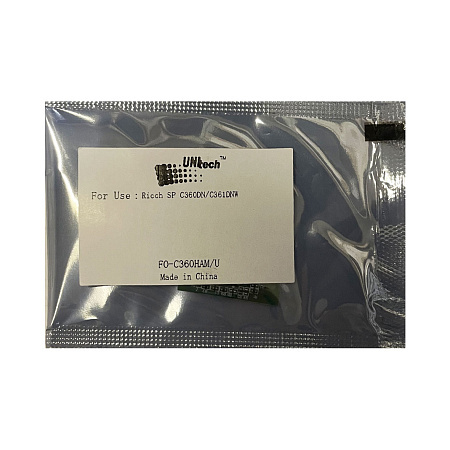 UNItech™
For Use : Ricoh SP C360DN/C361DNW
FO-C360HAM/U
Made in China